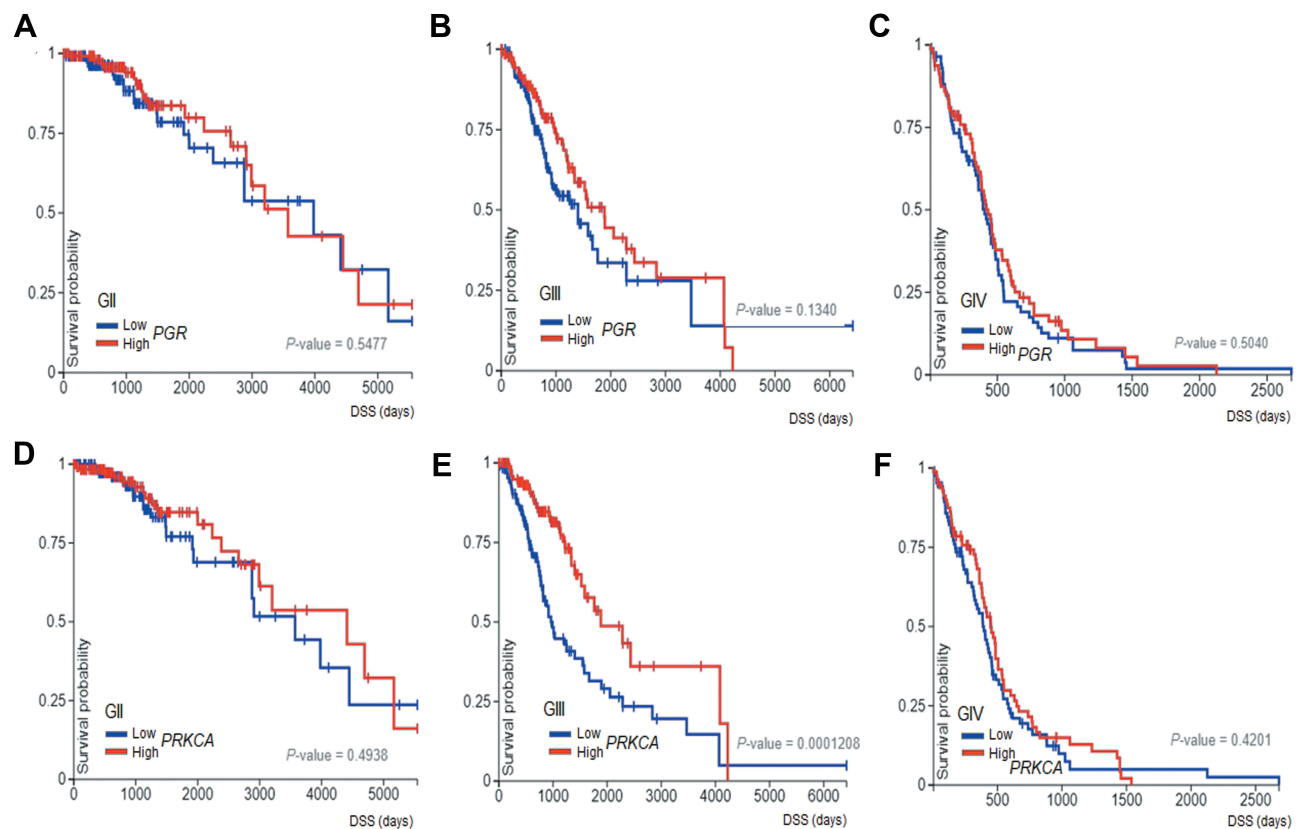 A
1
0.75
0.5
0.25
0
Survival probability
GII
Low
High
PGR
P-value = 0.5477
0 1000 2000 3000 4000 5000
DSS (days)
B
1
0.75
0.5
0.25
0
Survival probability
GIII
Low
High
PGR
P-value = 0.1340
0 1000 2000 3000 4000 5000 6000
DSS (days)
C
1
0.75
0.5
0.25
0
Survival probability
GIV
Low
High
PGR
P-value = 0.5040
500 1000 1500 2000 2500
DSS (days)
D
1
0.75
0.5
0.25
0
Survival probability
GII
Low
High
PRKCA
P-value = 0.4938
0 1000 2000 3000 4000 5000
DSS (days)
E
1
0.75
0.5
0.25
0
Survival probability
GIII
Low
High
PRKCA
P-value = 0.0001208
0 1000 2000 3000 4000 5000 6000
DSS (days)
F
1
0.75
0.5
0.25
0
Survival probability
GIV
Low
High
PRKCA
P-value = 0.4201
500 1000 1500 2000 2500
DSS (days)